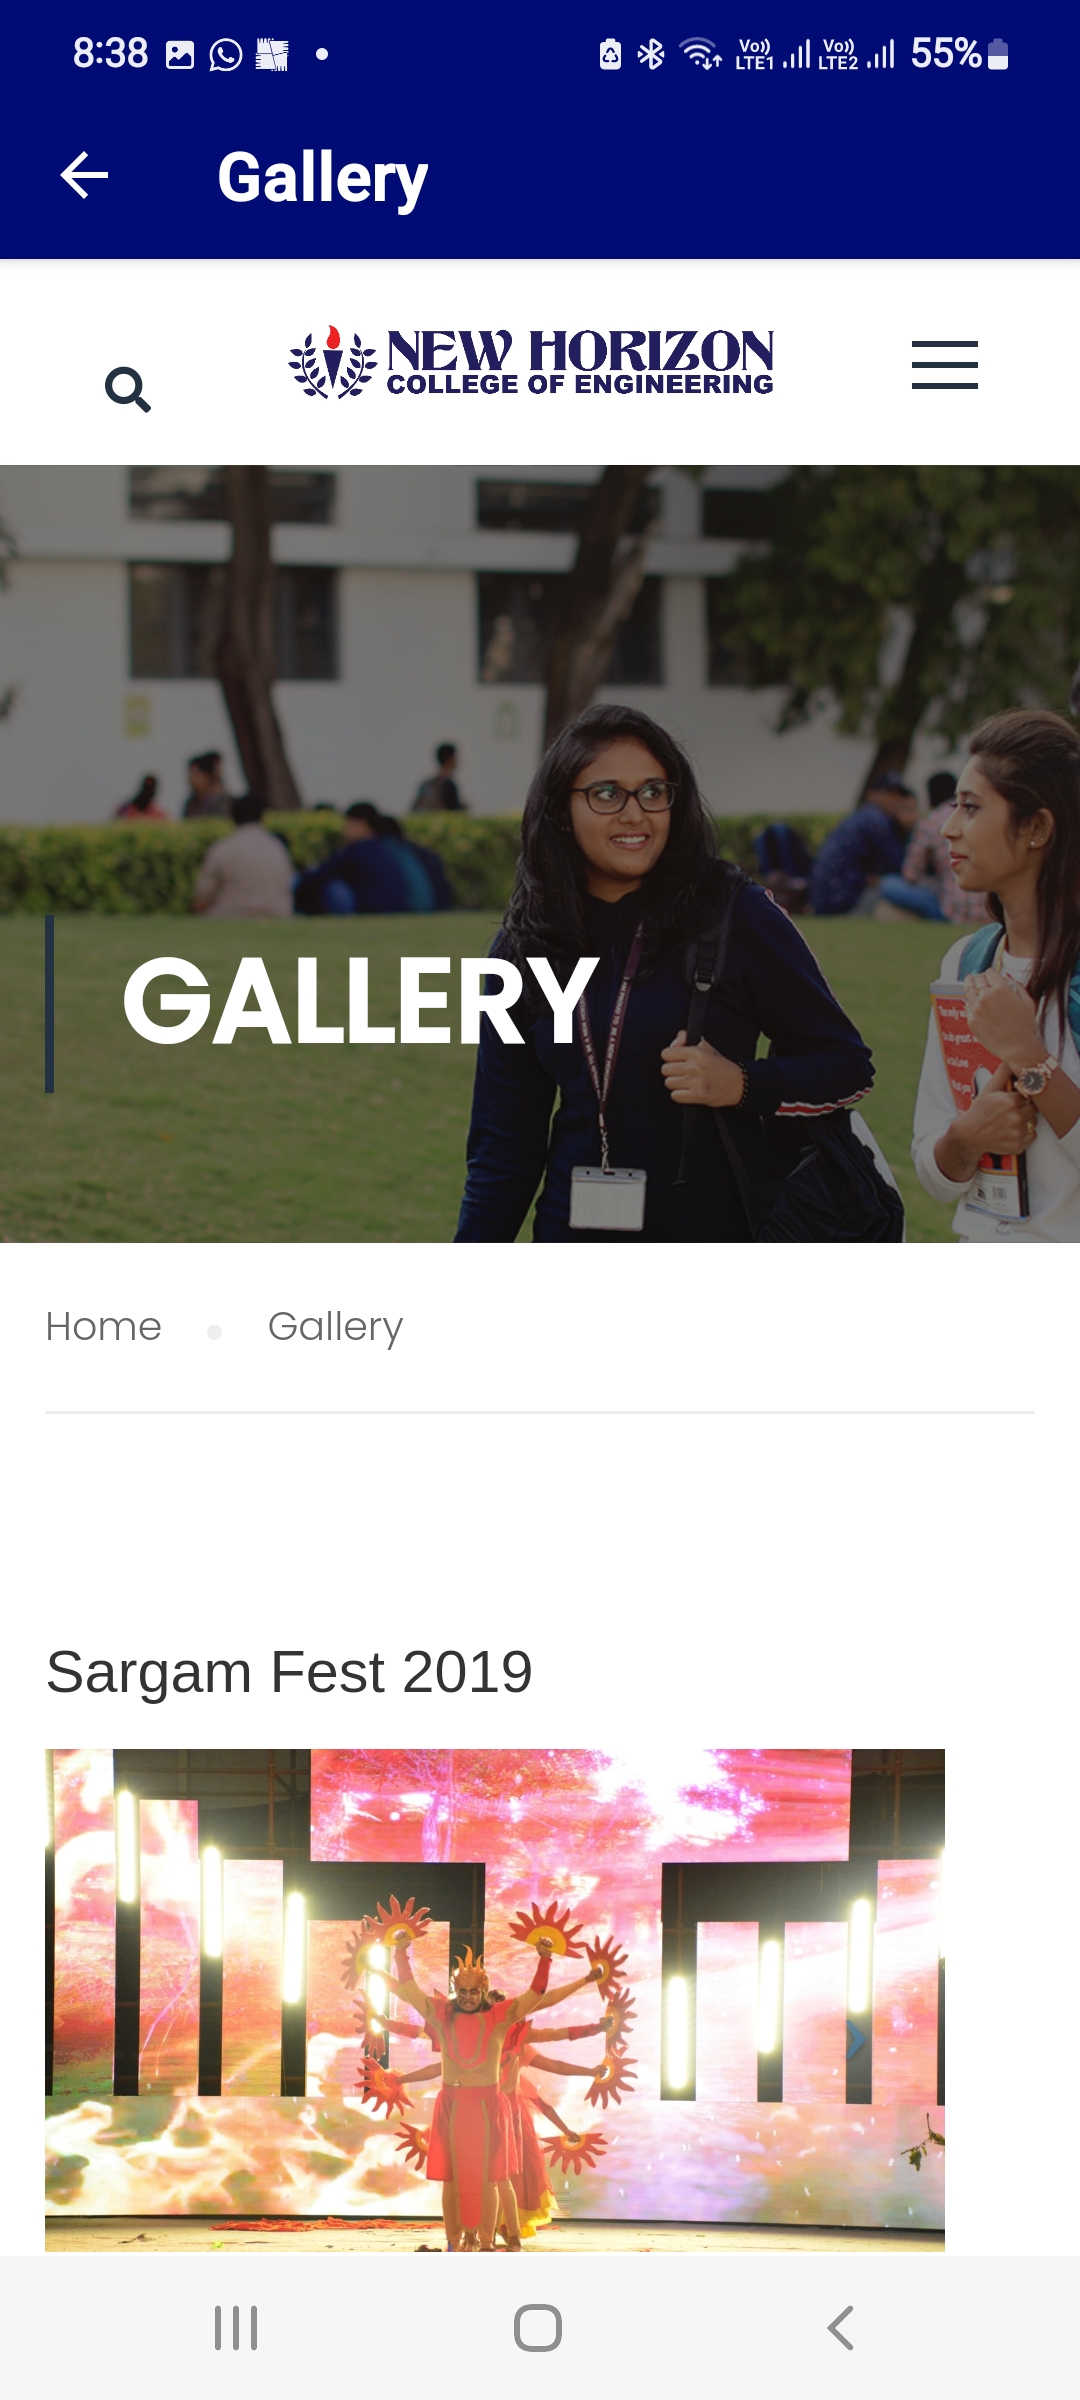 8:38
Vo)) LTE1 Vo)) LTE2 55%
Gallery
NEW HORIZON
COLLEGE OF ENGINEERING
GALLERY
Home Gallery
Sargam Fest 2019